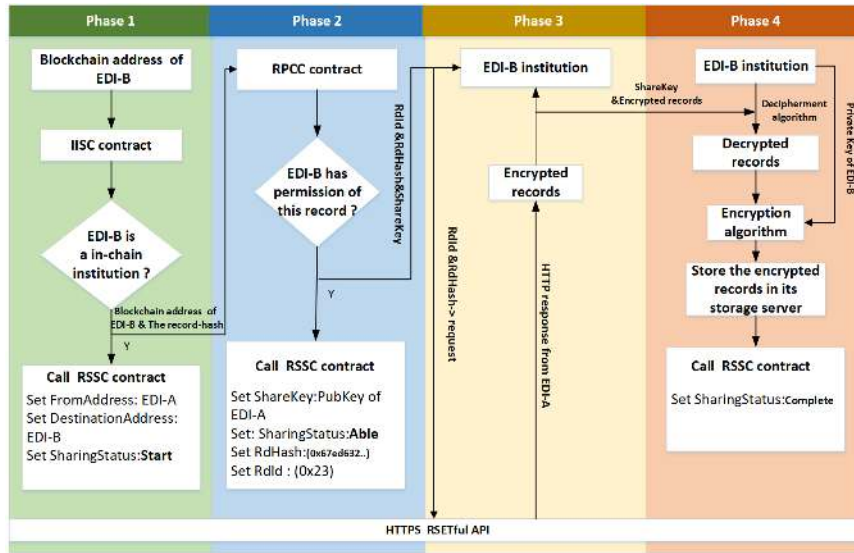 Phase 1
Phase 2
Phase 3
Phase 4
Blockchain address of
EDI-B
IISC contract
EDI-B is
a in-chain
institution ?
Blockchain address of
EDI-B & The record-hash
Y
Call RSSC contract
Set FromAddress: EDI-A
Set DestinationAddress:
EDI-B
Set SharingStatus:Start
RPCC contract
EDI-B has
permission of
this record ?
Y
RdId &RdHash&ShareKey
Call RSSC contract
Set ShareKey:PubKey of
EDI-A
Set: SharingStatus:Able
Set RdHash:(0x67ed632..)
Set RdId : (0x23)
RdId &RdHash-> request
EDI-B institution
Encrypted
records
HTTP response from EDI-A
ShareKey
&Encrypted records
EDI-B institution
Decipherment
algorithm
Private Key of EDI-B
Decrypted
records
Encryption
algorithm
Store the encrypted
records in its
storage server
Call RSSC contract
Set SharingStatus:Complete
HTTPS RSETful API